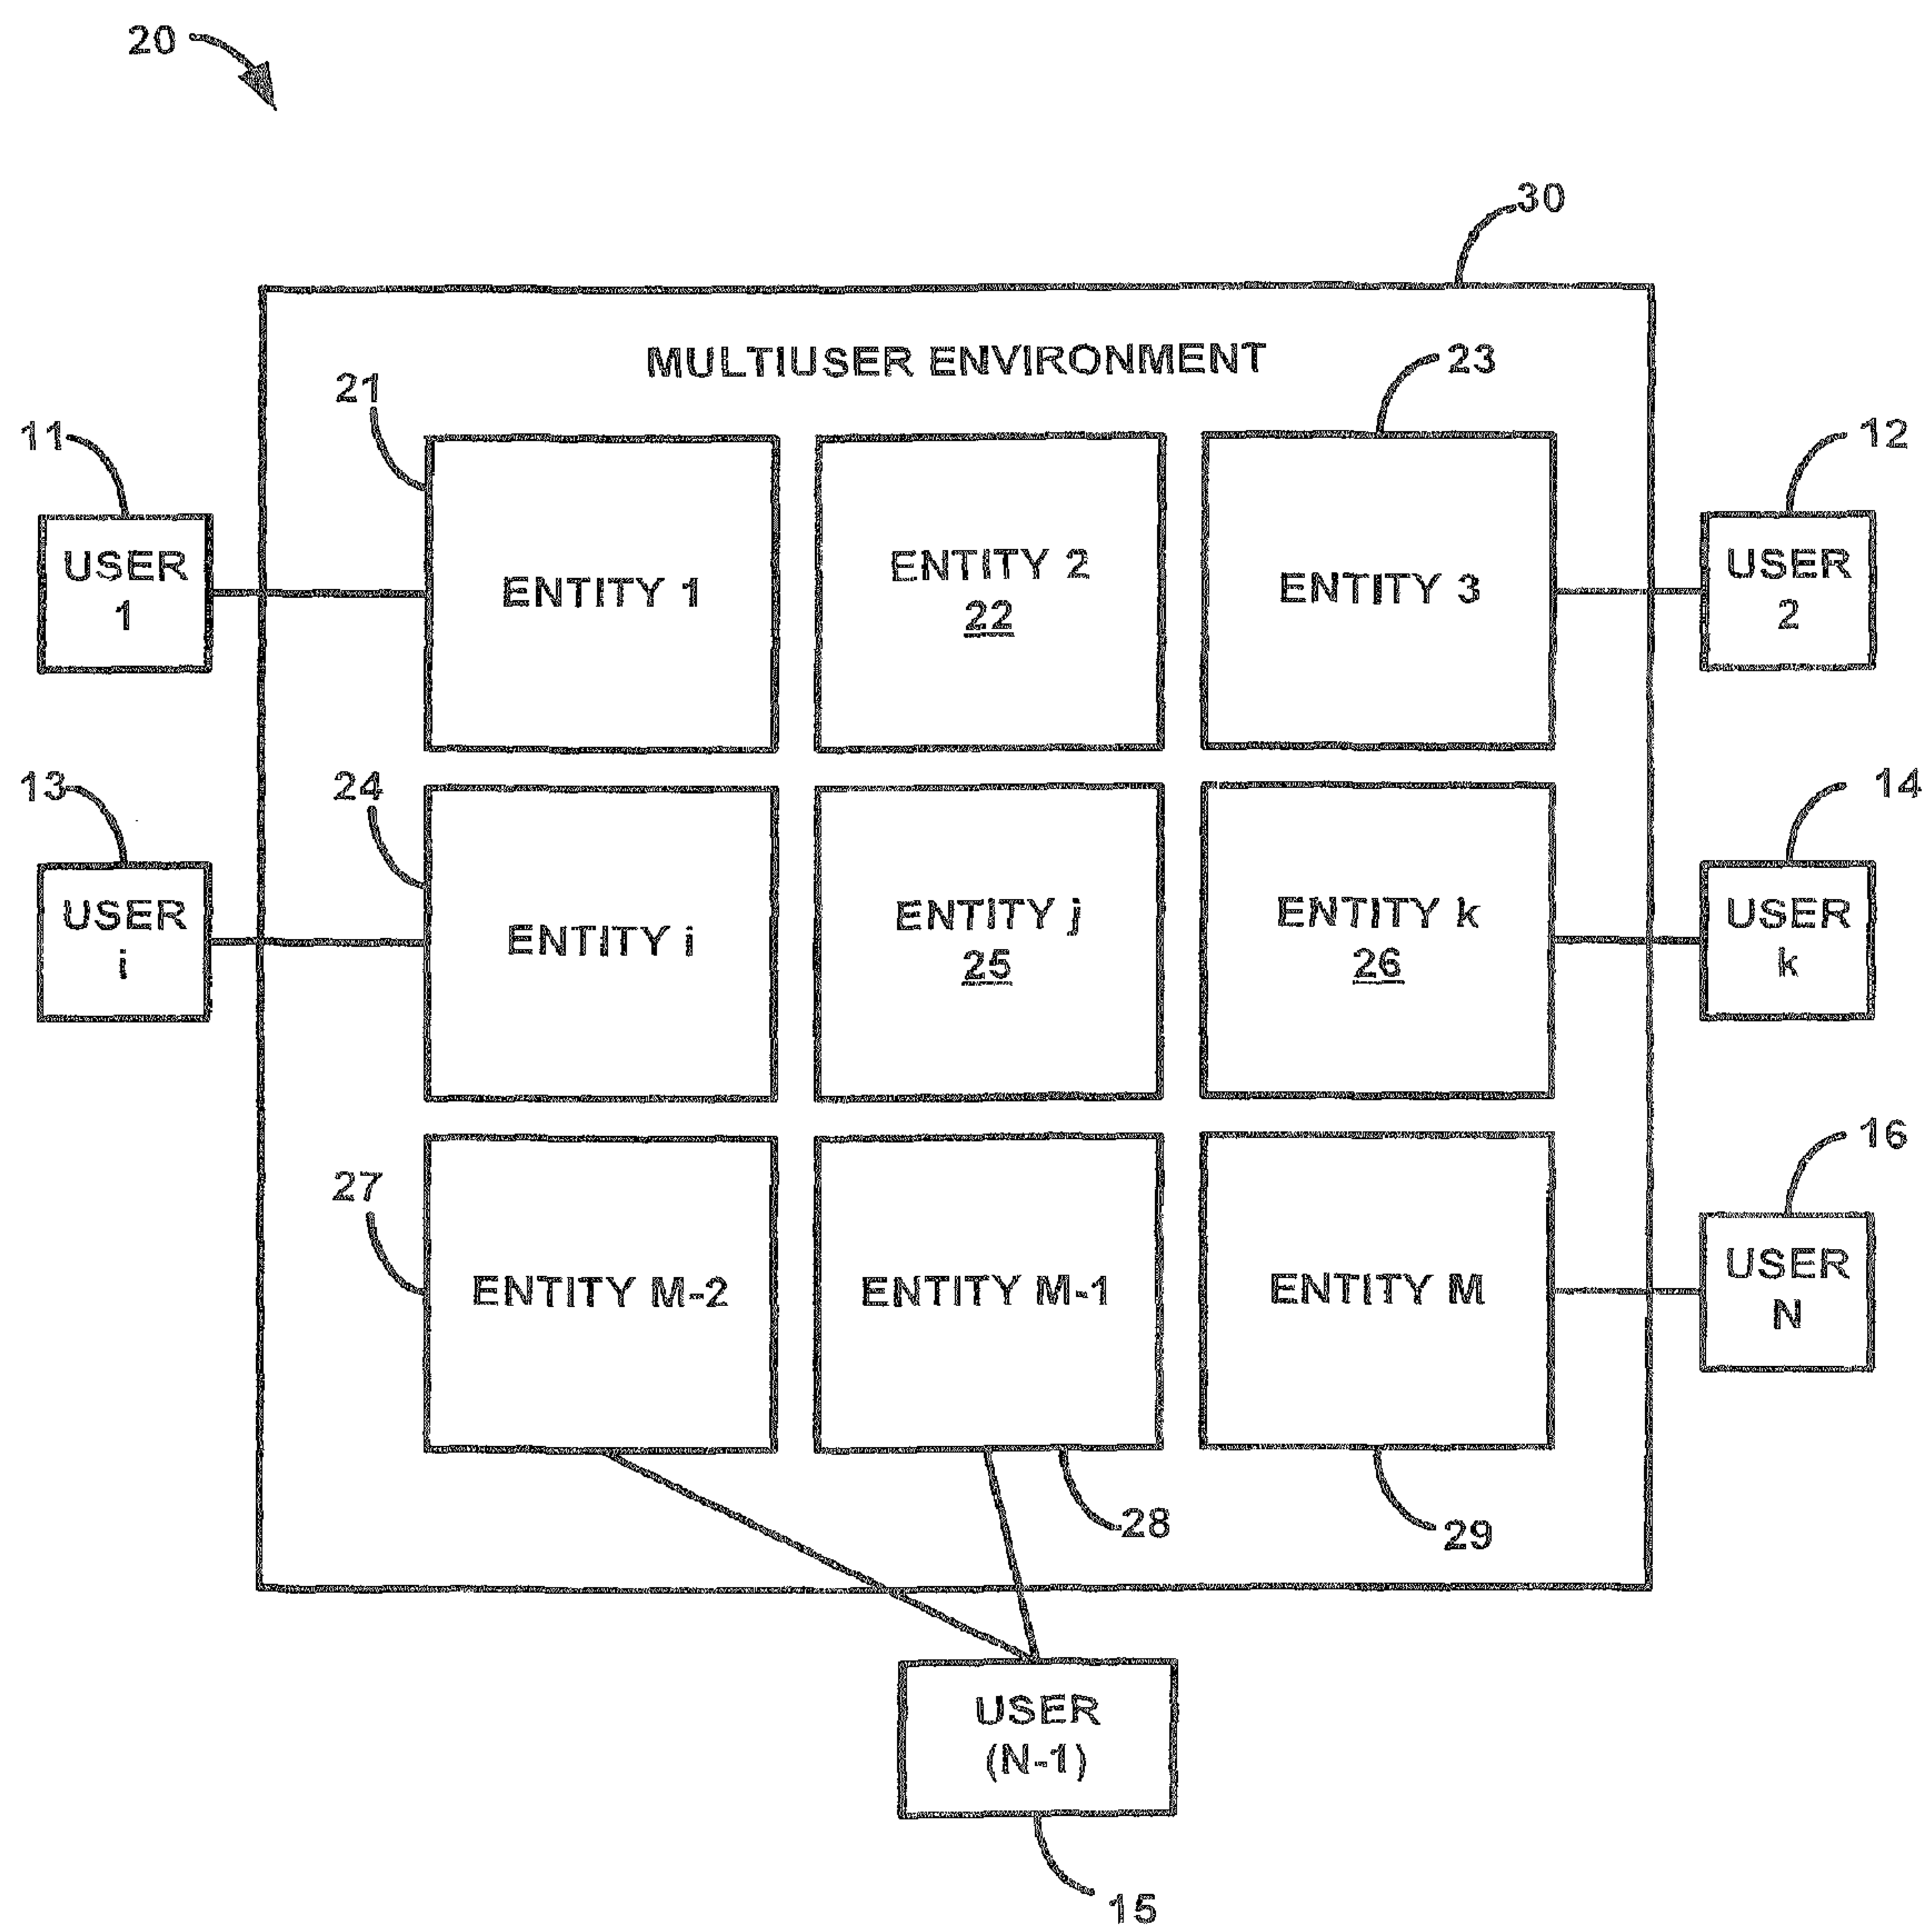 20
30
MULTIUSER ENVIRONMENT
21
23
11
12
USER
1
ENTITY 1
ENTITY 2
22
ENTITY 3
USER
2
13
24
14
USER
i
ENTITY i
ENTITY j
25
ENTITY k
26
USER
k
27
16
ENTITY M-2
ENTITY M-1
ENTITY M
USER
N
28
29
USER
(N-1)
15